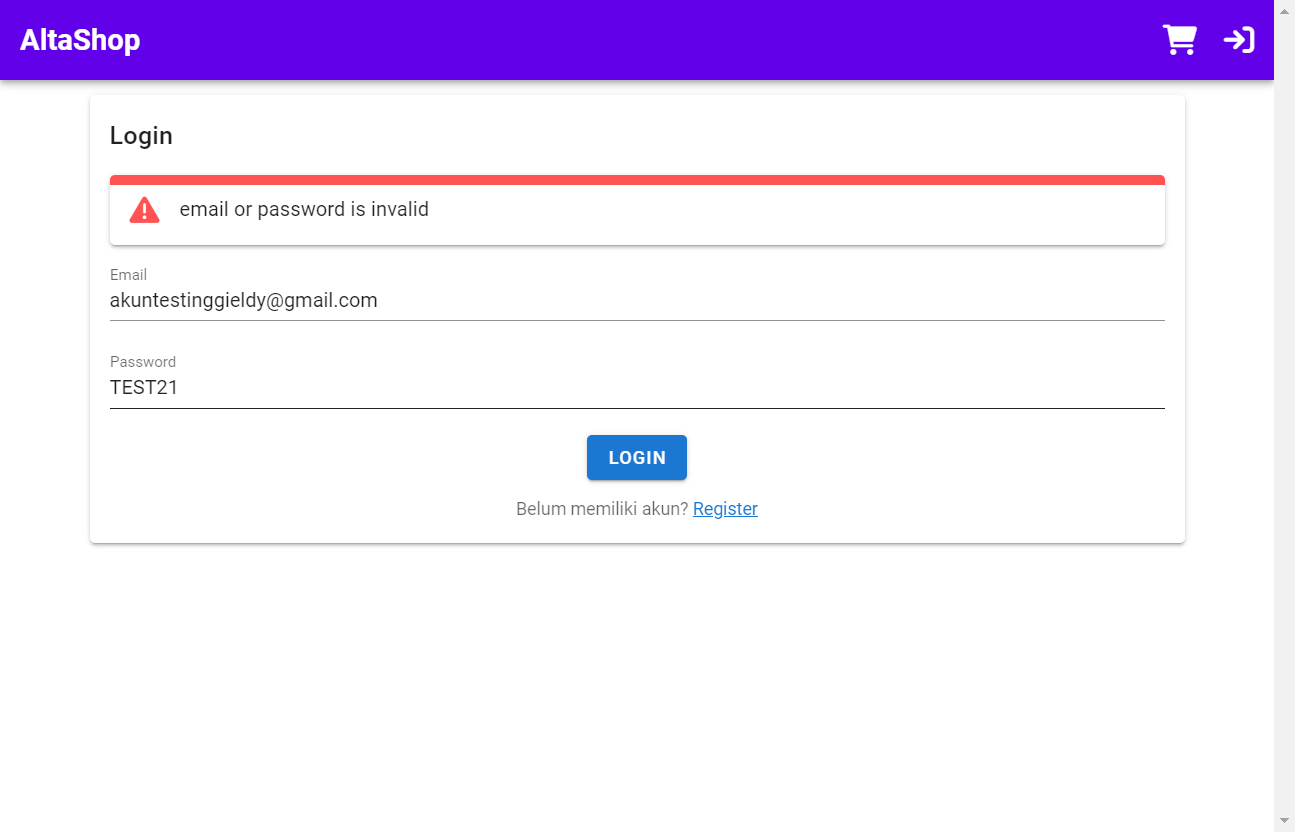 AltaShop
Login
email or password is invalid
Email
akuntestinggieldy@gmail.com
Password
TEST21
LOGIN
Belum memiliki akun? Register